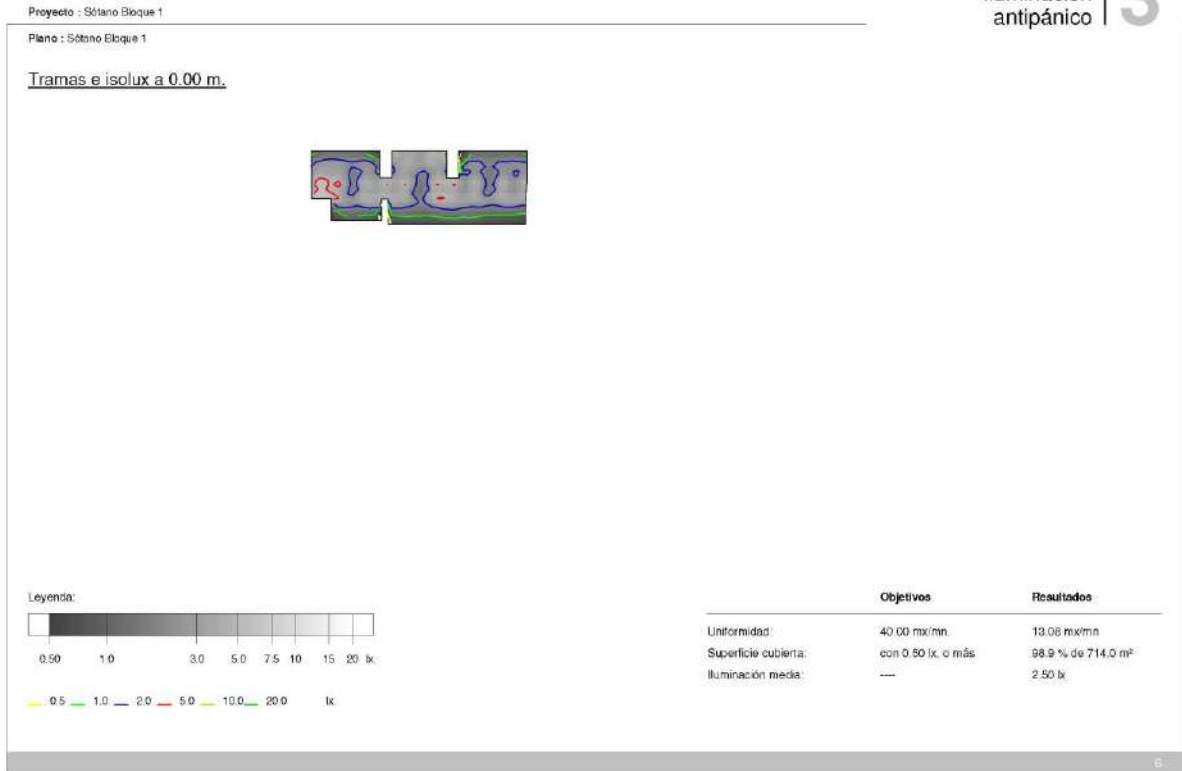 antipánico
3
Proyecto : Sótano Bloque 1
Plano : Sótano Bloque 1
Tramas e isolux a 0.00 m.
Leyenda:
0.50 1.0 3.0 5.0 7.5 10 15 20 lx.
0.5 1.0 2.0 5.0 10.0 20.0 lx.
Objetivos Resultados
Uniformidad: 40.00 mx/mn. 13.08 mx/mn
Superficie cubierta: con 0.50 lx. o más 98.9 % de 714.0 m²
Iluminación media: ---- 2.50 lx
6